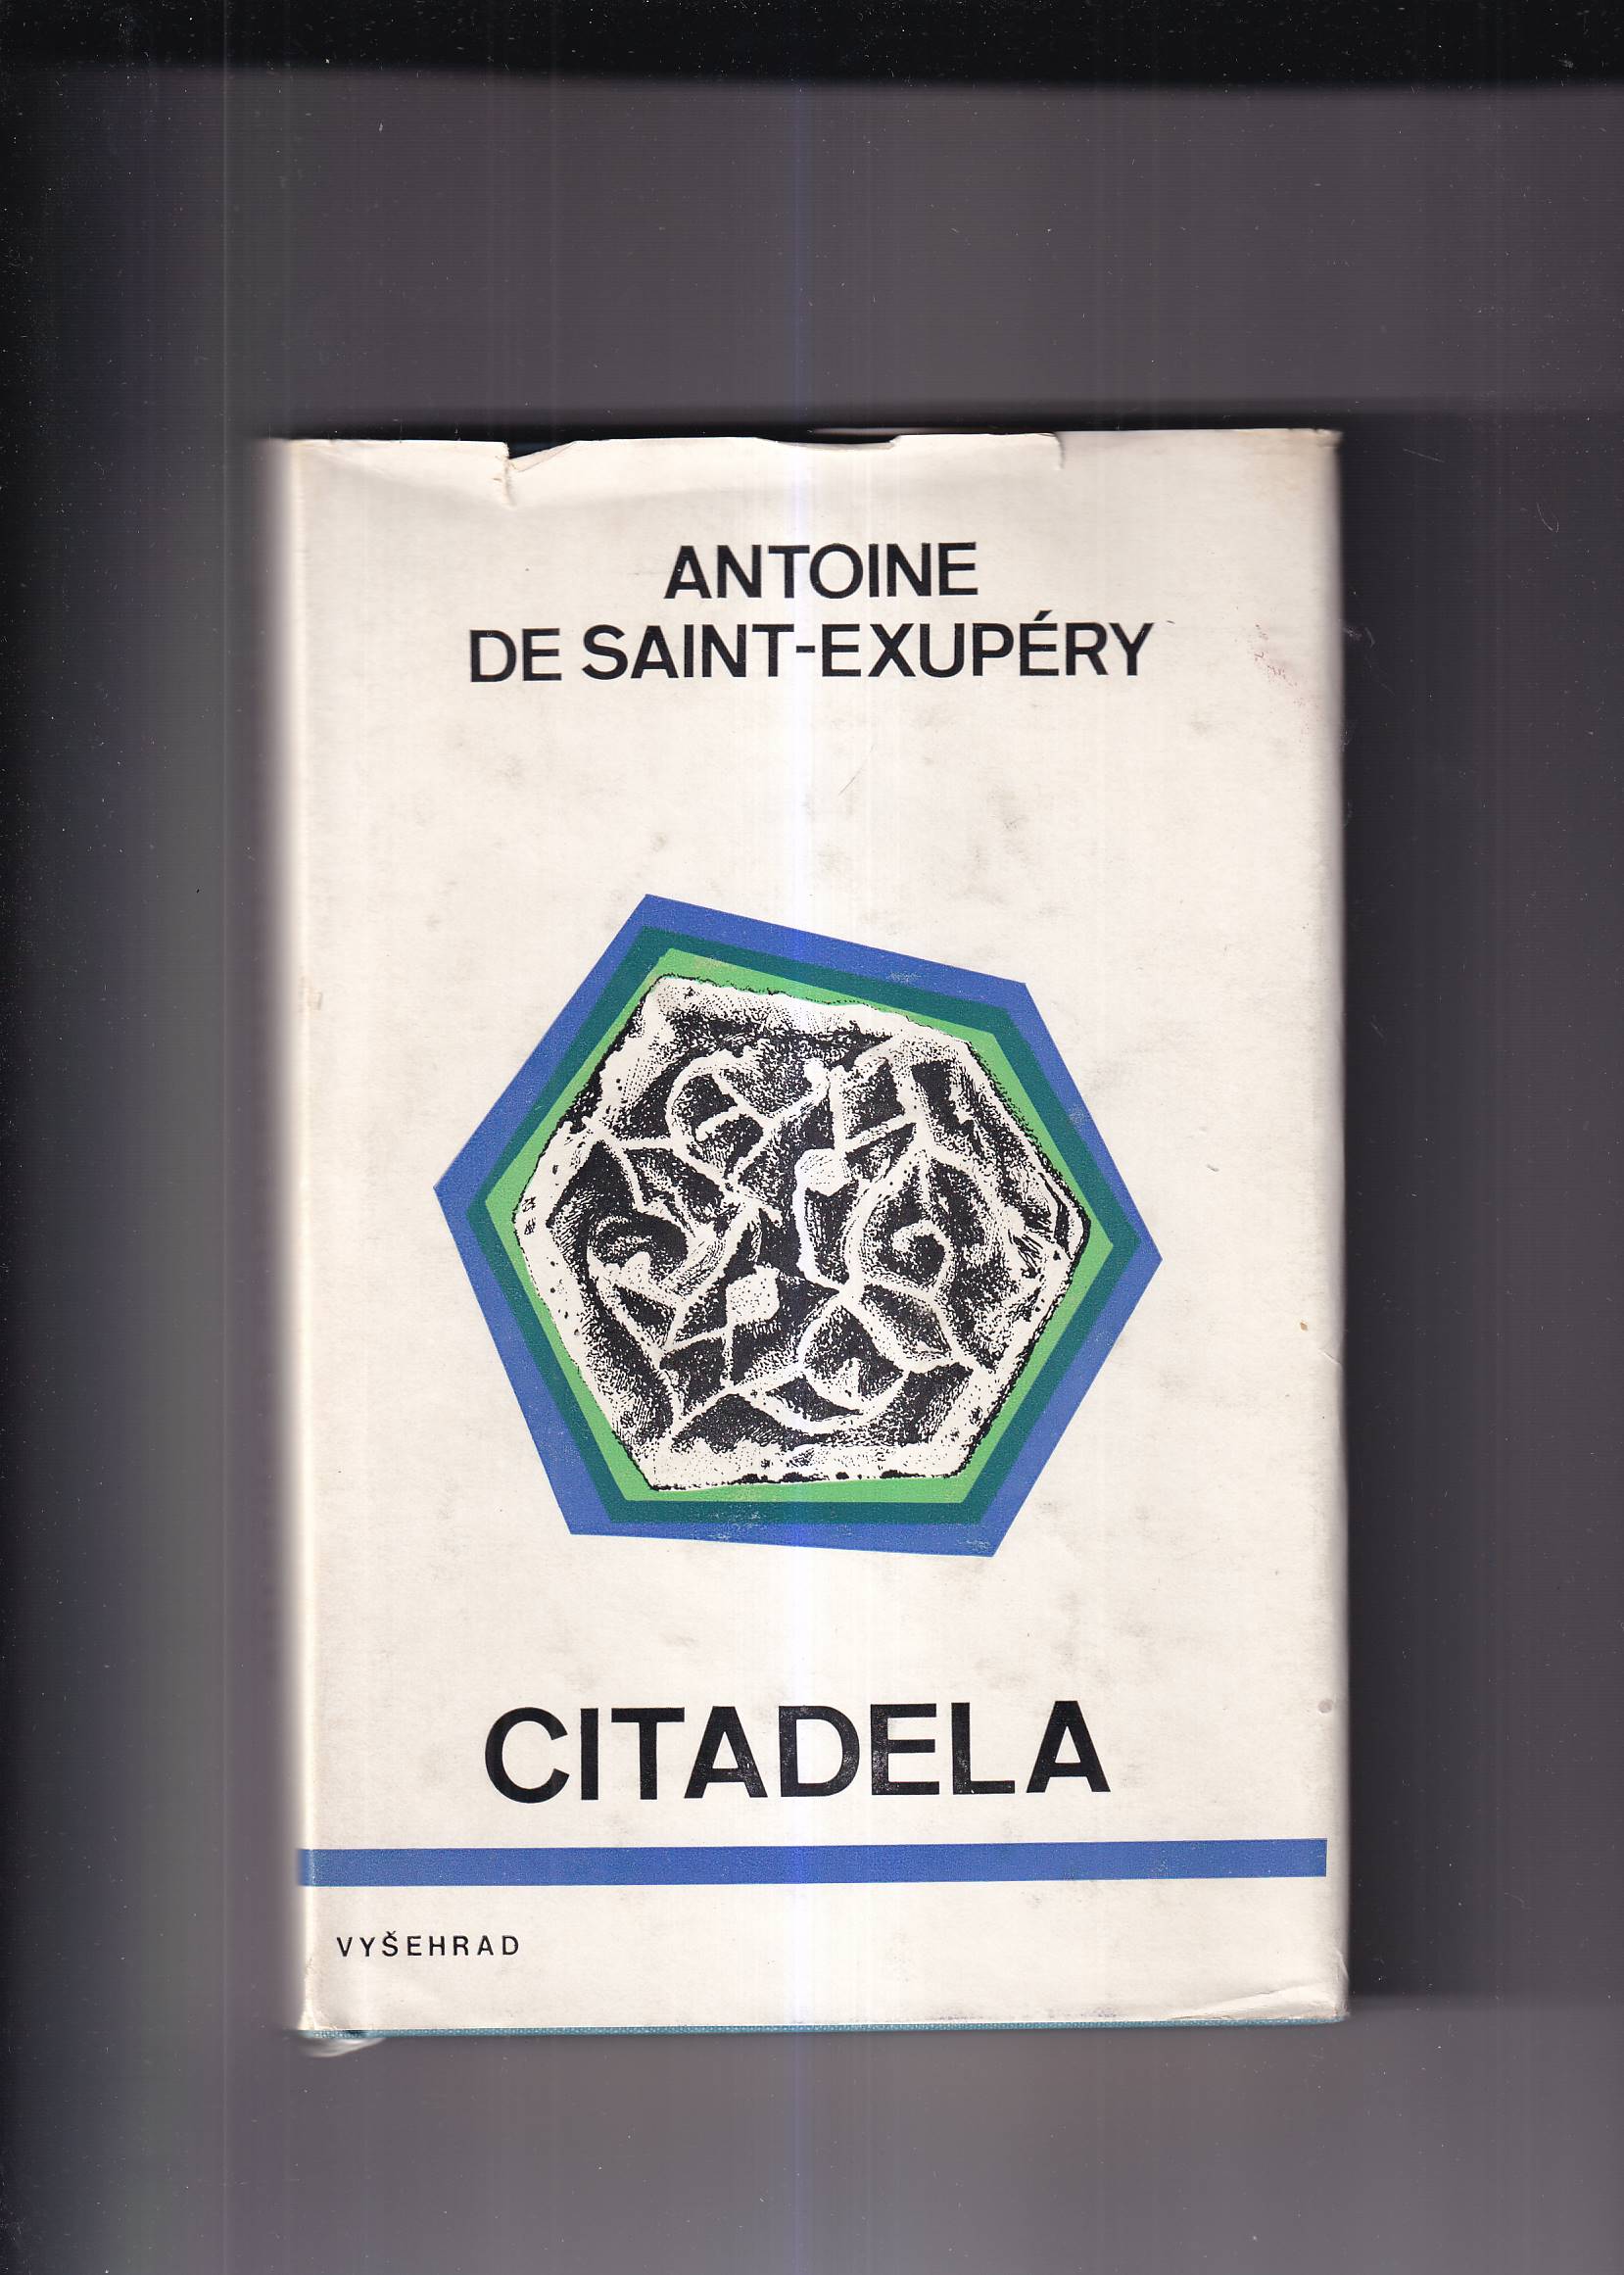 ANTOINE
DE SAINT-EXUPÉRY
CITADELA
VYŠEHRAD